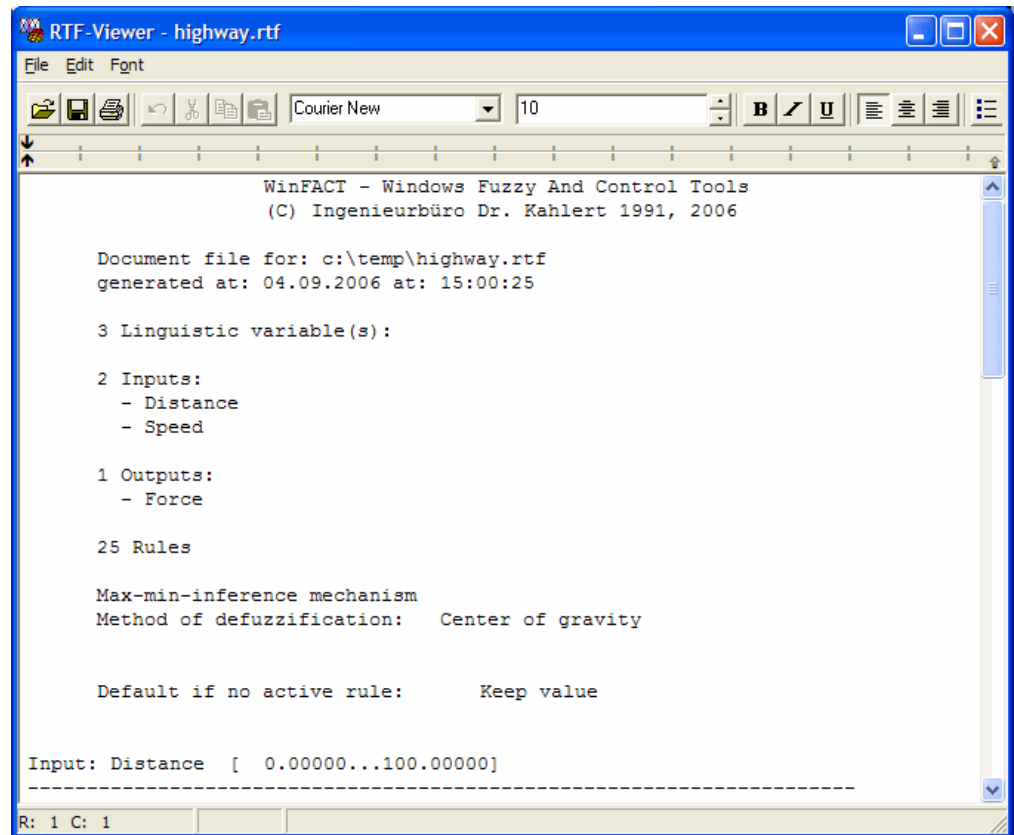 RTF-Viewer - highway.rtf
File Edit Font
Courier New 10 B I U
WinFACT - Windows Fuzzy And Control Tools
(C) Ingenieurbüro Dr. Kahlert 1991, 2006
Document file for: c:\temp\highway.rtf
generated at: 04.09.2006 at: 15:00:25
3 Linguistic variable(s):
2 Inputs:
- Distance
- Speed
1 Outputs:
- Force
25 Rules
Max-min-inference mechanism
Method of defuzzification: Center of gravity
Default if no active rule: Keep value
Input: Distance [ 0.00000...100.00000]
----------------------------------------------------------------------
R: 1 C: 1